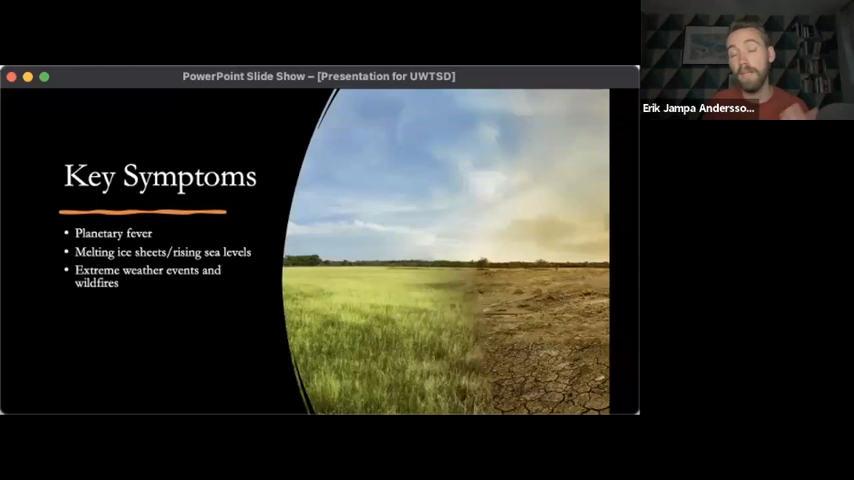 PowerPoint Slide Show – [Presentation for UWTSD]
Key Symptoms
• Planetary fever
• Melting ice sheets/rising sea levels
• Extreme weather events and
wildfires
Erik Jampa Andersso...